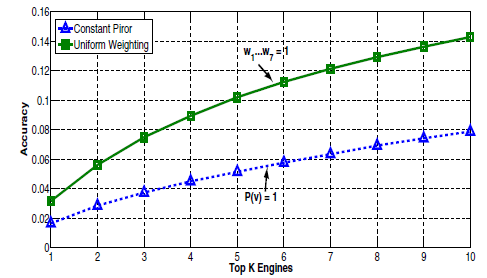 0.16
0.14
0.12
0.1
0.08
0.06
0.04
0.02
0
Accuracy
Constant Piror
Uniform Weighting
w1...w7 = 1
P(v) = 1
1 2 3 4 5 6 7 8 9 10
Top K Engines